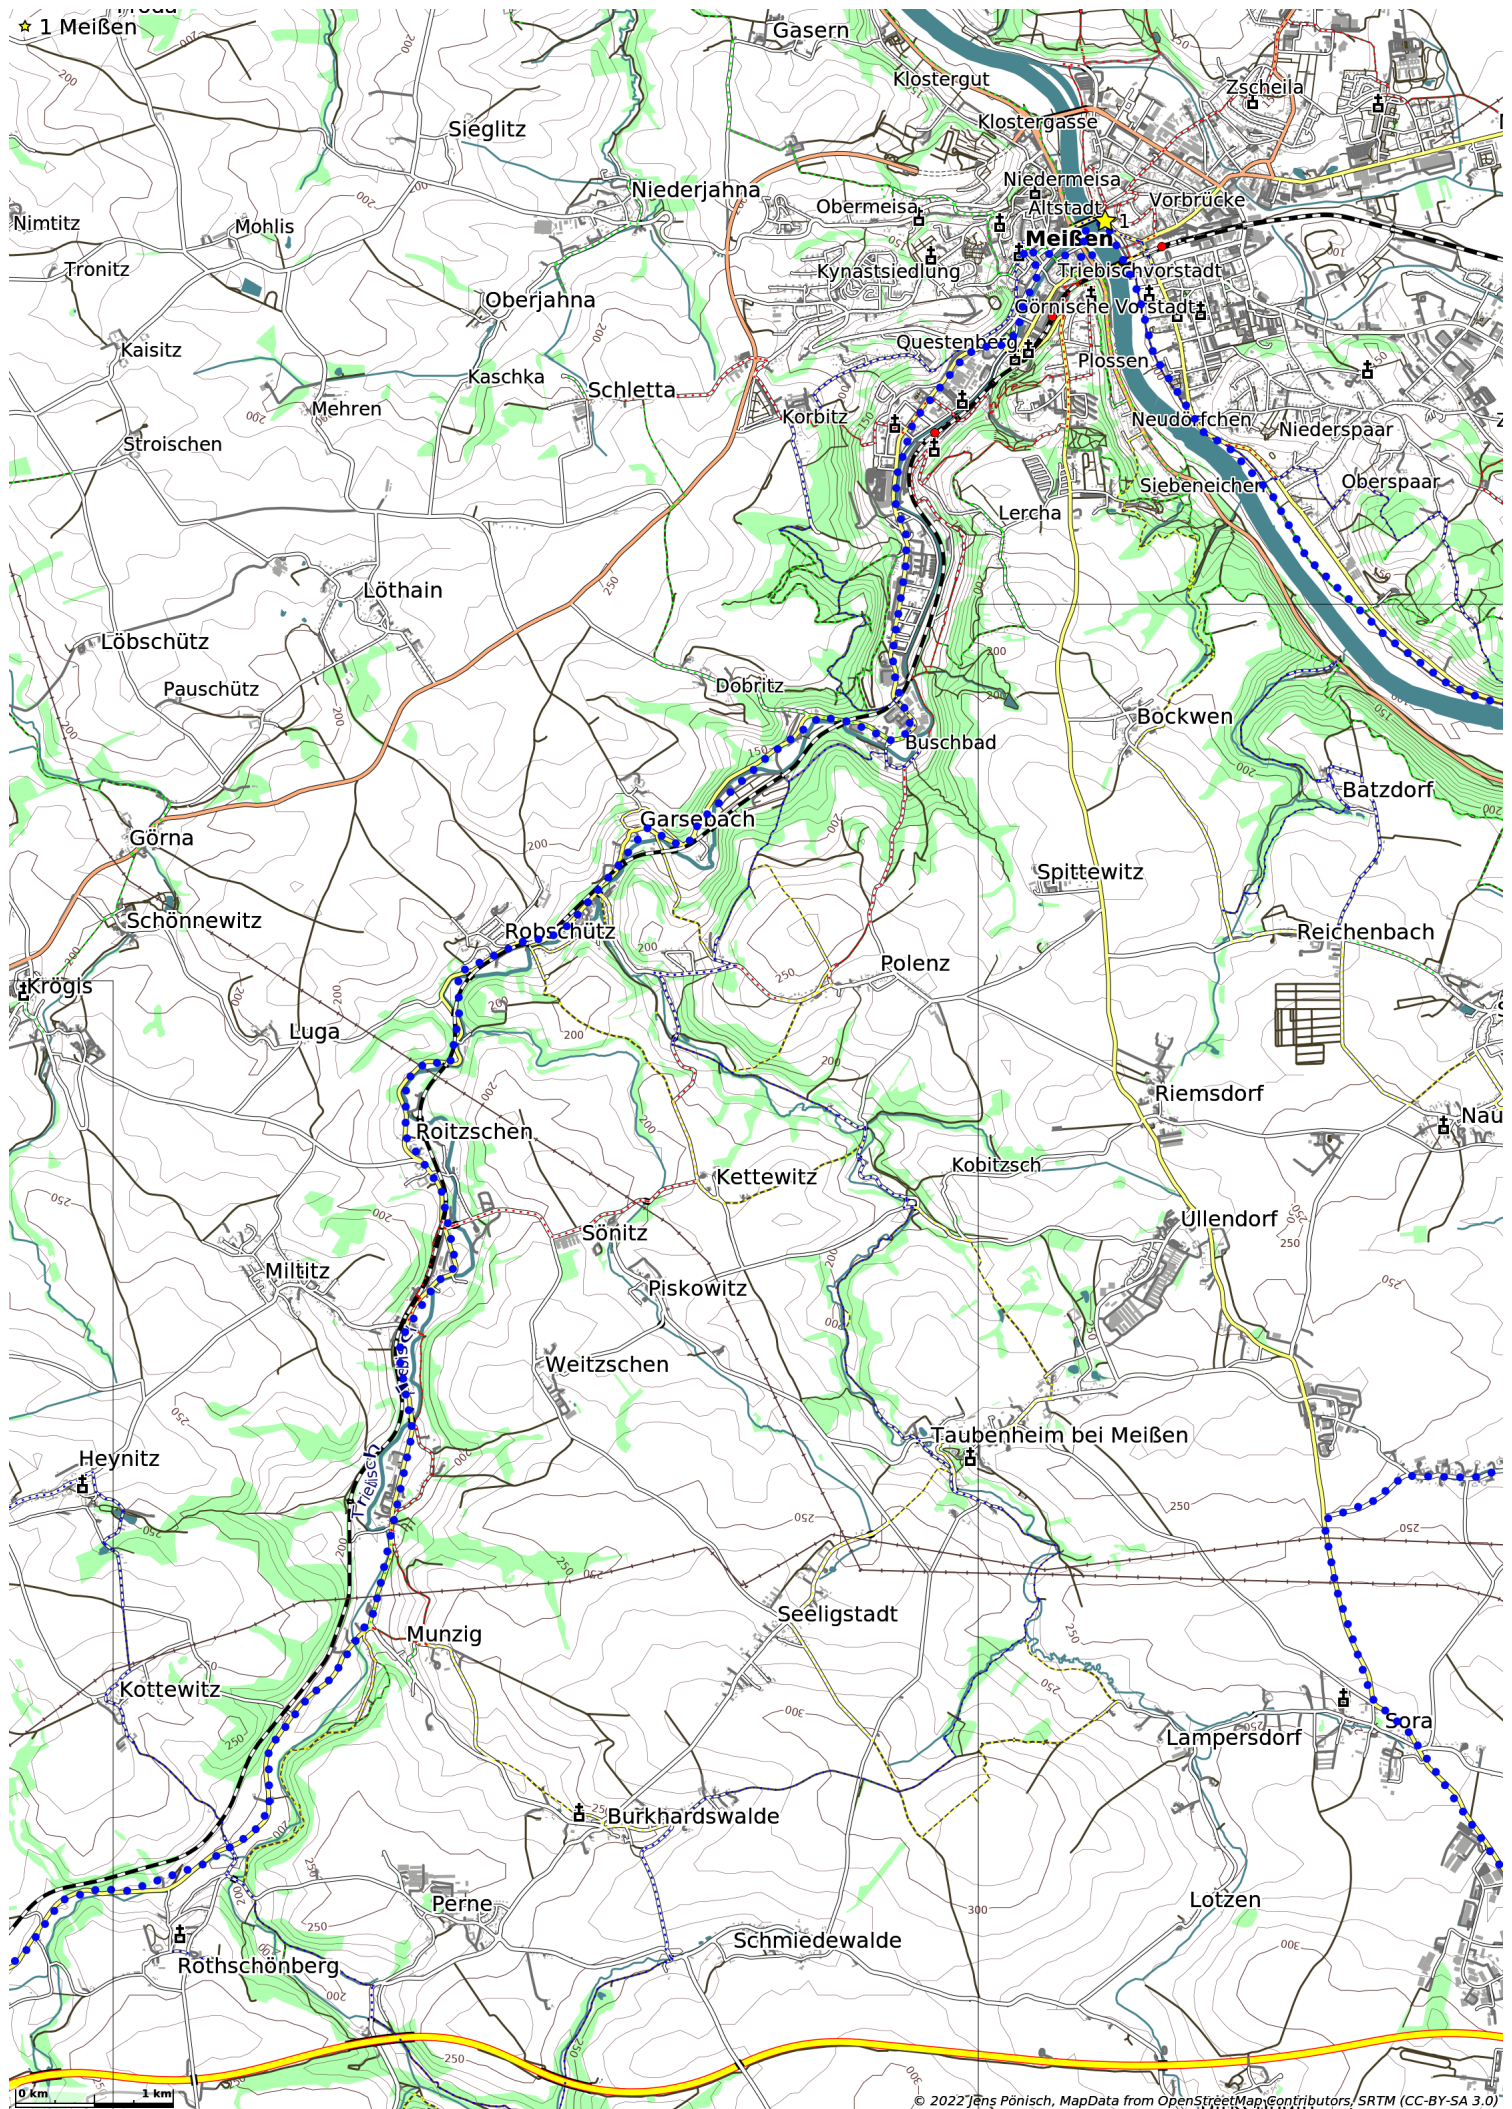 1 Meißen
Gasern
Klostergut
Zscheila
Klostergasse
Sieglitz
Niederjahna
Niedermeisa
Obermeisa
Altstadt
Vorbrücke
1
Nimtitz
Mohlis
Meißen
Tronitz
Kynastsiedlung
Triebischvorstadt
Oberjahna
Görnische Vorstadt
Kaisitz
Questenberg
Plossen
Kaschka
Schletta
Mehren
Korbitz
Neudörfchen
Niederspaar
Stroischen
Siebeneichen
Oberspaar
Lercha
Löthain
Löbschütz
Pauschütz
Dobritz
Bockwen
Buschbad
Batzdorf
Garsebach
Görna
Spittewitz
Schönnewitz
Robschütz
Reichenbach
Polenz
Krögis
Luga
Riemsdorf
Nau
Roitzschen
Kobitzsch
Kettewitz
Ullendorf
Sönitz
Miltitz
Piskowitz
Weitzschen
Taubenheim bei Meißen
Heynitz
Triebisch
Seeligstadt
Munzig
Kottewitz
Sora
Lampersdorf
Burkhardswalde
Perne
Lotzen
Schmiedewalde
Rothschönberg
0 km 1 km
© 2022 Jens Pönisch, MapData from OpenStreetMap Contributors, SRTM (CC-BY-SA 3.0)